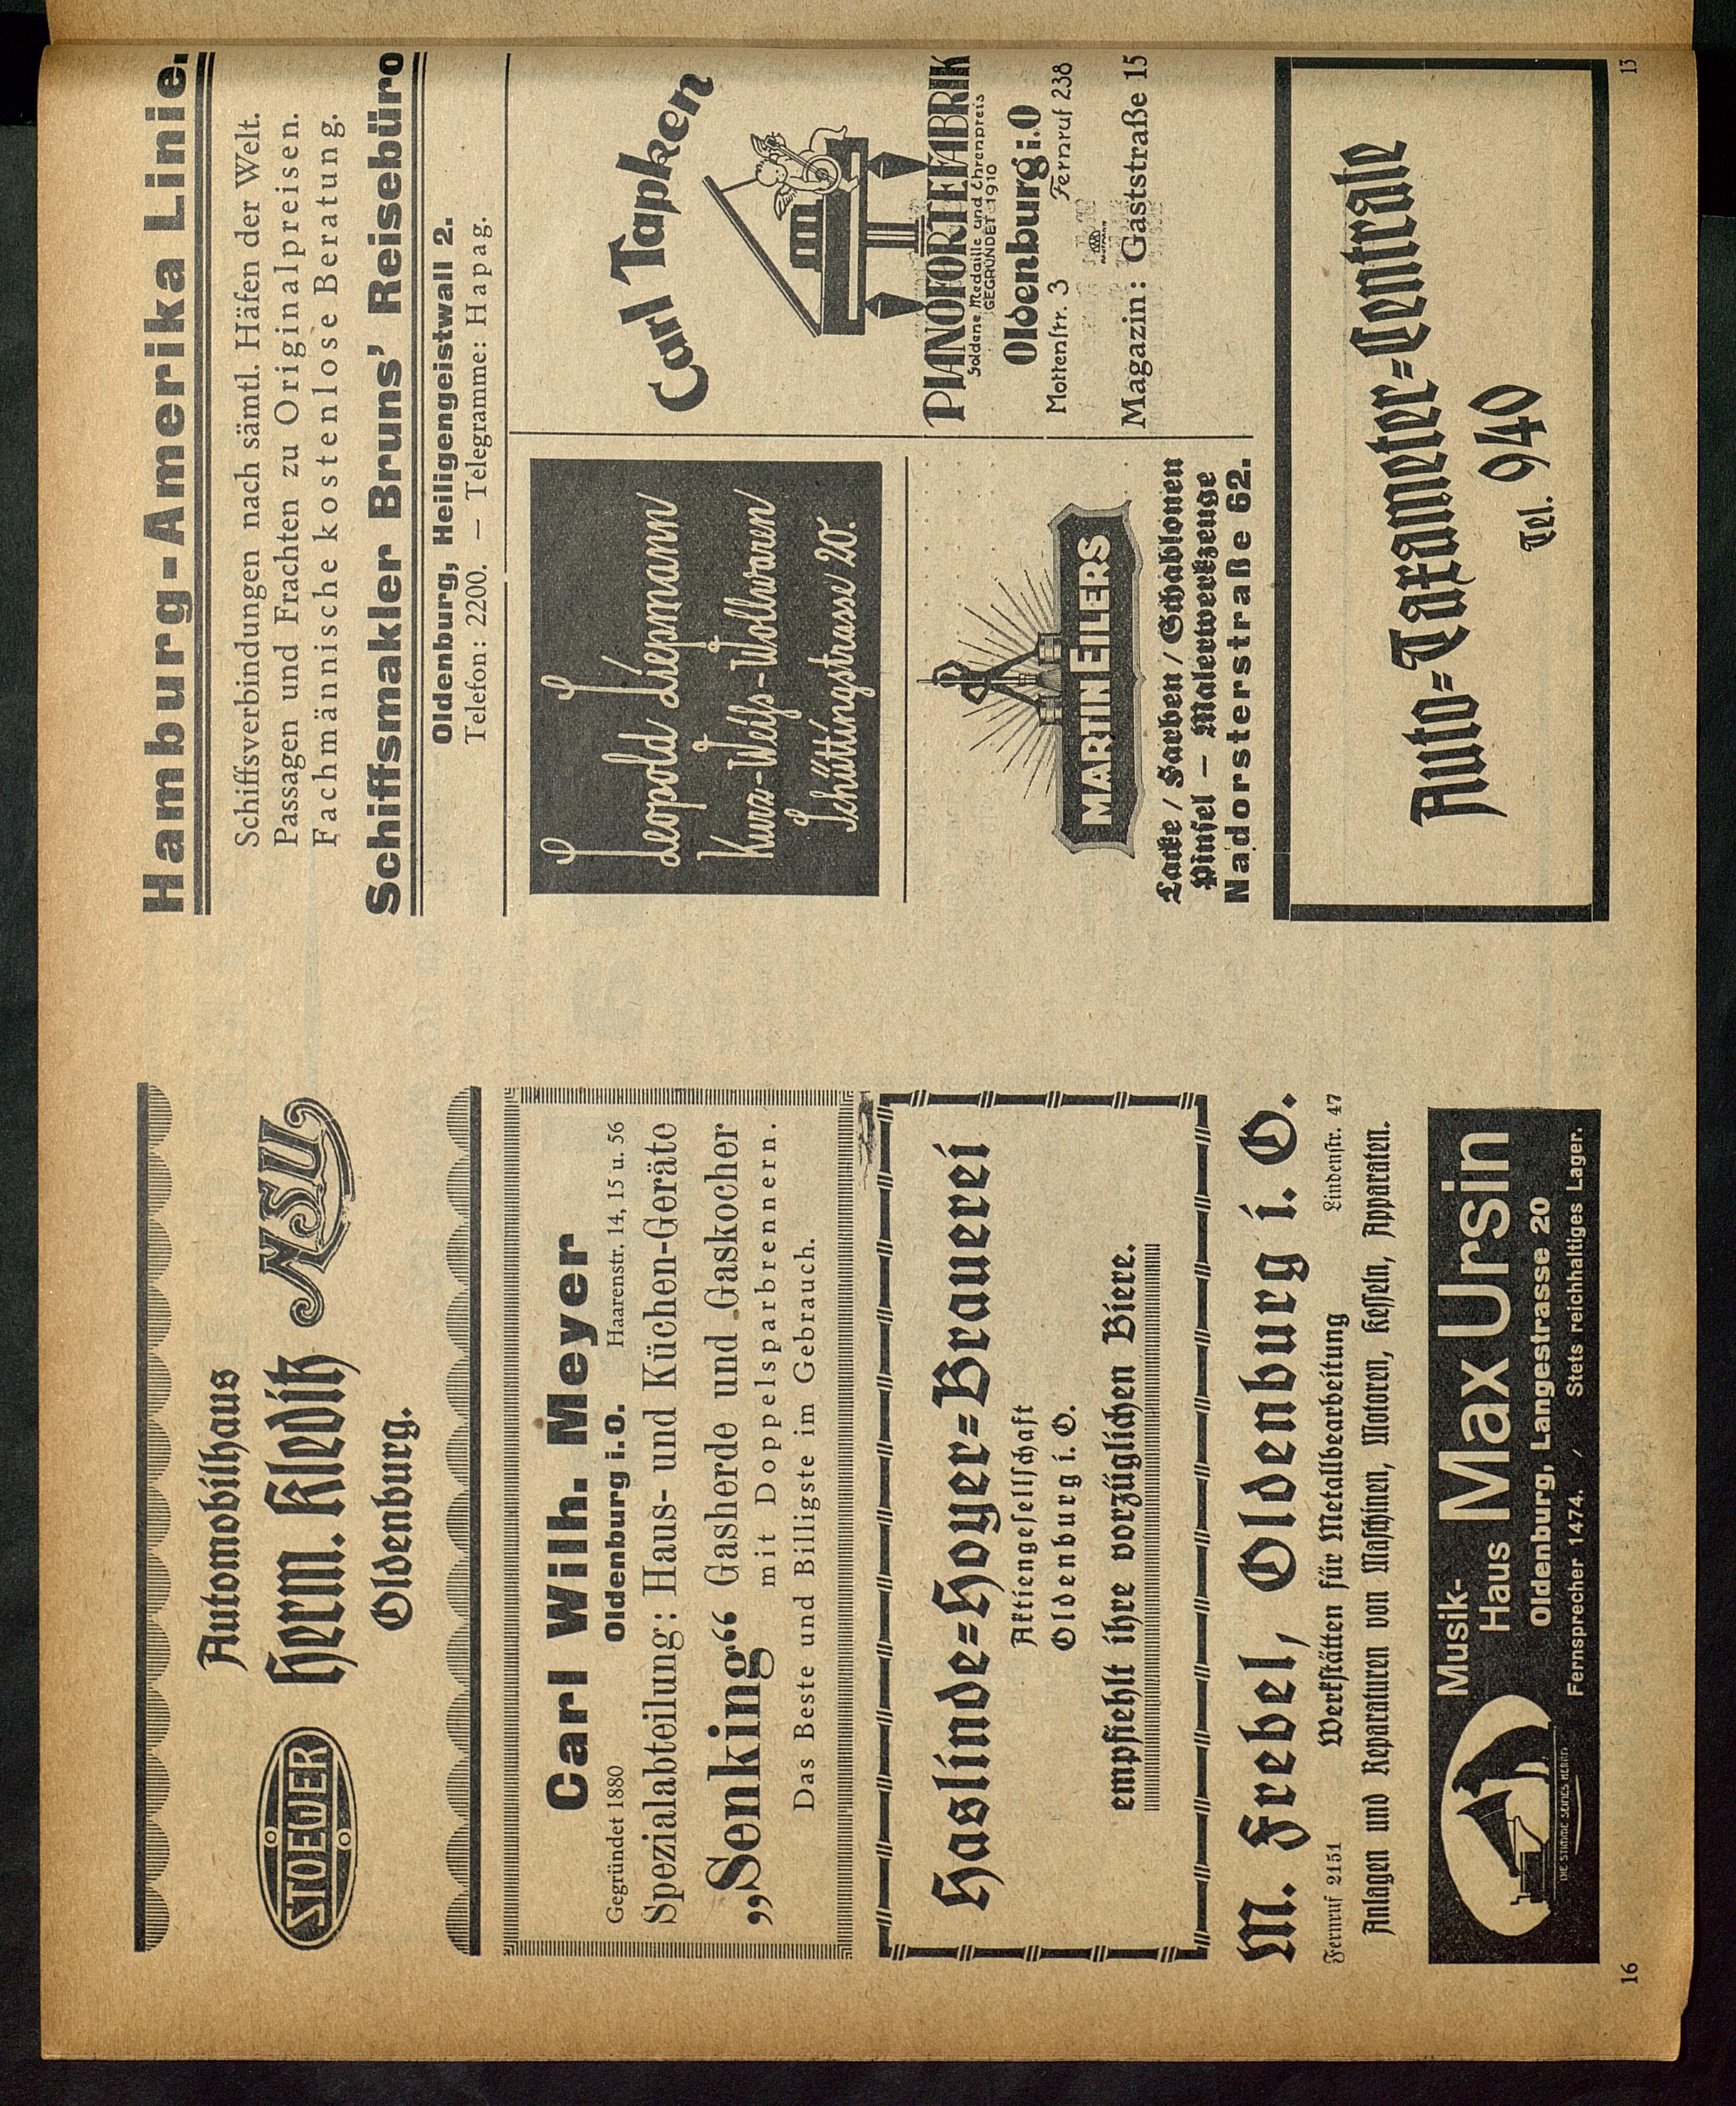 STOEWER
Automobilhaus
Herm. Kleditz
Oldenburg.
NSU
Carl Wilh. Meyer
Gegründet 1880 Oldenburg i.O. Haarenstr. 14, 15 u. 56
Spezialabteilung: Haus- und Küchen-Geräte
„Senking“ Gasherde und Gaskocher
mit Doppelsparbrennern.
Das Beste und Billigste im Gebrauch.
Haslinde=Hoyer=Brauerei
Aktiengesellschaft
Oldenburg i. O.
empfiehlt ihre vorzüglichen Biere.
M. Frebel, Oldenburg i. O.
Fernruf 2151 Werkstätten für Metallbearbeitung Lindenstr. 47
Anlagen und Reparaturen von Maschinen, Motoren, Kesseln, Apparaten.
Musik-
Haus Max Ursin
Oldenburg, Langestrasse 20
Fernsprecher 1474. / Stets reichhaltiges Lager.
DIE STIMME SEINES HERRN
16
Hamburg-Amerika Linie.
Schiffsverbindungen nach sämtl. Häfen der Welt.
Passagen und Frachten zu Originalpreisen.
Fachmännische kostenlose Beratung.
Schiffsmakler Bruns’ Reisebüro
Oldenburg, Heiligengeistwall 2.
Telefon: 2200. — Telegramme: Hapag.
Leopold Liepmann
Kurz-Weiß-Wollwaren
Schüttingstrasse 20.
MARTIN EILERS
Lacke / Farben / Schablonen
Pinsel — Malerwerkzeuge
Nadorsterstraße 62.
Carl Tapken
PIANOFORTEFABRIK
Goldene Medaille und Ehrenpreis
GEGRÜNDET 1910
Oldenburg i. O
Mottenstr. 3 Fernruf 238
Magazin: Gaststraße 15
Auto=Taxameter=Centrale
Tel. 940
13